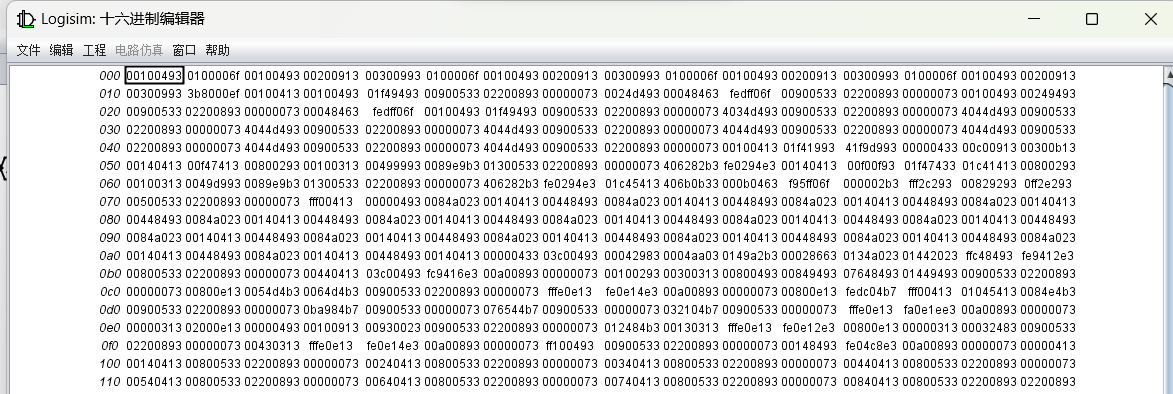 Logisim: 十六进制编辑器
文件 编辑 工程 电路仿真 窗口 帮助
000 00100493 0100006f 00100493 00200913 00300993 0100006f 00100493 00200913 00300993 0100006f 00100493 00200913 00300993 0100006f 00100493 00200913
010 00300993 3b8000ef 00100413 00100493 01f49493 00900533 02200893 00000073 0024d493 00048463 fedff06f 00900533 02200893 00000073 00100493 00249493
020 00900533 02200893 00000073 00048463 fedff06f 00100493 01f49493 00900533 02200893 00000073 4034d493 00900533 02200893 00000073 4044d493 00900533
030 02200893 00000073 4044d493 00900533 02200893 00000073 4044d493 00900533 02200893 00000073 4044d493 00900533 02200893 00000073 4044d493 00900533
040 02200893 00000073 4044d493 00900533 02200893 00000073 4044d493 00900533 02200893 00000073 00100413 01f41993 41f9d993 00000433 00c00913 00300b13
050 00140413 00f47413 00800293 00100313 00499993 0089e9b3 01300533 02200893 00000073 406282b3 fe0294e3 00140413 00f00f93 01f47433 01c41413 00800293
060 00100313 0049d993 0089e9b3 01300533 02200893 00000073 406282b3 fe0294e3 01c45413 406b0b33 000b0463 f95ff06f 000002b3 fff2c293 00829293 0ff2e293
070 00500533 02200893 00000073 fff00413 00000493 0084a023 00140413 00448493 0084a023 00140413 00448493 0084a023 00140413 00448493 0084a023 00140413
080 00448493 0084a023 00140413 00448493 0084a023 00140413 00448493 0084a023 00140413 00448493 0084a023 00140413 00448493 0084a023 00140413 00448493
090 0084a023 00140413 00448493 0084a023 00140413 00448493 0084a023 00140413 00448493 0084a023 00140413 00448493 0084a023 00140413 00448493 0084a023
0a0 00140413 00448493 0084a023 00140413 00448493 00140413 00000433 03c00493 00042983 0004aa03 0149a2b3 00028663 0134a023 01442023 ffc48493 fe9412e3
0b0 00800533 02200893 00000073 00440413 03c00493 fc9416e3 00a00893 00000073 00100293 00300313 00800493 00849493 07648493 01449493 00900533 02200893
0c0 00000073 00800e13 0054d4b3 0064d4b3 00900533 02200893 00000073 fffe0e13 fe0e14e3 00a00893 00000073 00800e13 fedc04b7 fff00413 01045413 0084e4b3
0d0 00900533 02200893 00000073 0ba984b7 00900533 00000073 076544b7 00900533 00000073 032104b7 00900533 00000073 fffe0e13 fa0e1ee3 00a00893 00000073
0e0 00000313 02000e13 00000493 00100913 00930023 00900533 02200893 00000073 012484b3 00130313 fffe0e13 fe0e12e3 00800e13 00000313 00032483 00900533
0f0 02200893 00000073 00430313 fffe0e13 fe0e14e3 00a00893 00000073 ff100493 00900533 02200893 00000073 00148493 fe04c8e3 00a00893 00000073 00000413
100 00140413 00800533 02200893 00000073 00240413 00800533 02200893 00000073 00340413 00800533 02200893 00000073 00440413 00800533 02200893 00000073
110 00540413 00800533 02200893 00000073 00640413 00800533 02200893 00000073 00740413 00800533 02200893 00000073 00840413 00800533 02200893 02200893